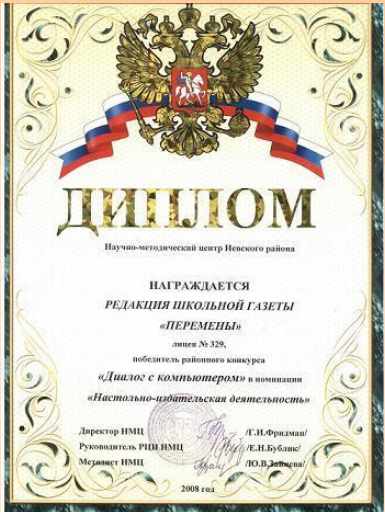 ДИПЛОМ
Научно-методический центр Невского района
НАГРАЖДАЕТСЯ
РЕДАКЦИЯ ШКОЛЬНОЙ ГАЗЕТЫ
«ПЕРЕМЕНЫ»
лицея № 329,
победитель районного конкурса
«Диалог с компьютером» в номинации
«Настольно-издательская деятельность»
Директор НМЦ /Г.И.Фридман/
Руководитель РЦИ НМЦ /Е.Н.Бублик/
Методист НМЦ /Ю.В.Зайцева/
2008 год